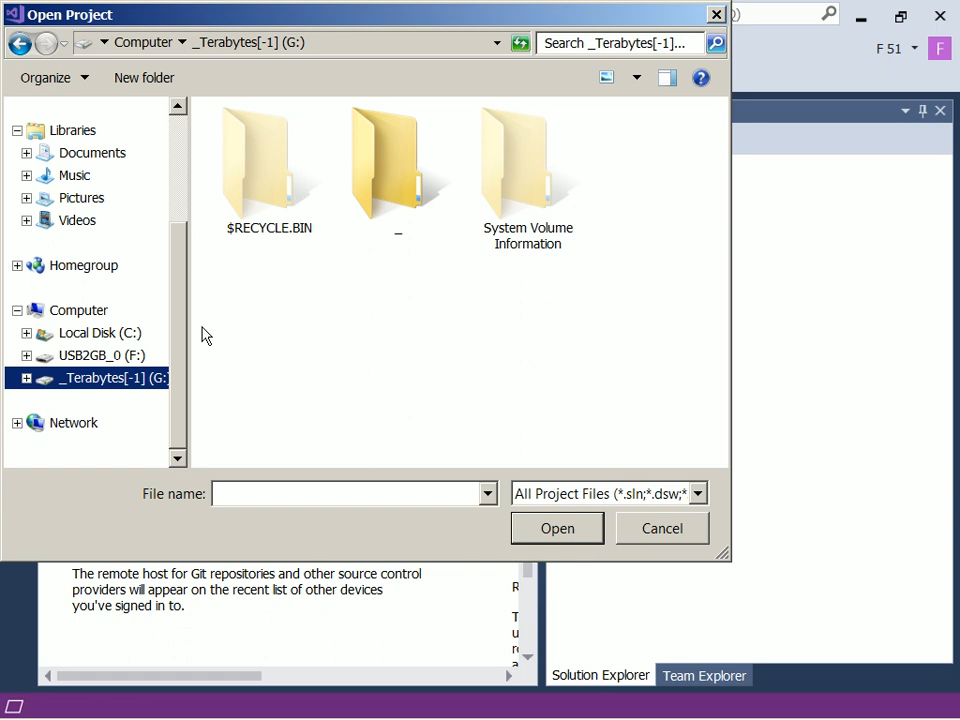 Open Project
F 51
F
Computer
_Terabytes[-1] (G:)
Search _Terabytes[-1]...
Organize
New folder
Libraries
Documents
Music
Pictures
Videos
Homegroup
Computer
Local Disk (C:)
USB2GB_0 (F:)
_Terabytes[-1] (G:)
Network
$RECYCLE.BIN
_
System Volume
Information
File name:
All Project Files (*.sln;*.dsw;*
Open
Cancel
The remote host for Git repositories and other source control
providers will appear on the recent list of other devices
you've signed in to.
Solution Explorer
Team Explorer